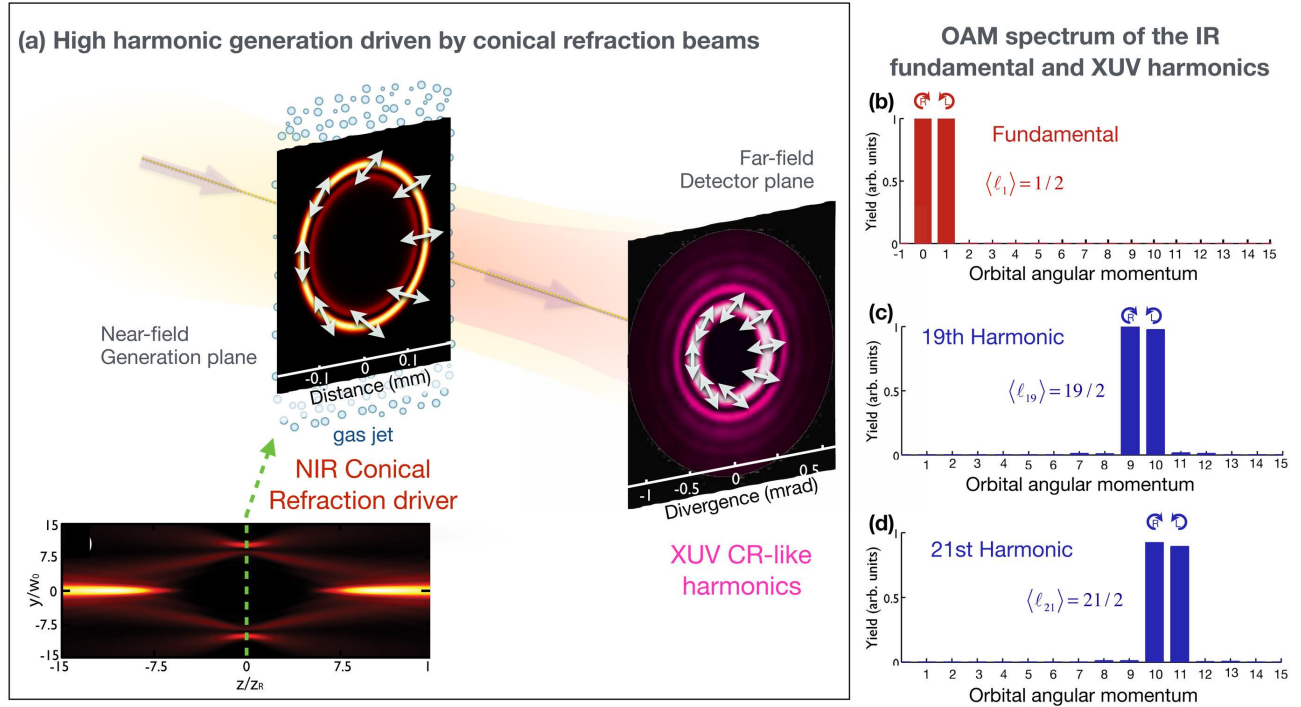 (a) High harmonic generation driven by conical refraction beams
Near-field
Generation plane
-0.1 0 0.1
Distance (mm)
gas jet
Far-field
Detector plane
-1 -0.5 0 0.5
Divergence (mrad)
NIR Conical
Refraction driver
XUV CR-like
harmonics
15
7.5
0
-7.5
-15
y/w₀
-15 -7.5 0 7.5 1
z/zR
OAM spectrum of the IR
fundamental and XUV harmonics
(b)
R L
Fundamental
⟨ℓ₁⟩ = 1/2
1
0.5
0
Yield (arb. units)
-1 0 1 2 3 4 5 6 7 8 9 10 11 12 13 14 15
Orbital angular momentum
(c)
R L
19th Harmonic
⟨ℓ₁₉⟩ = 19/2
1
0.5
0
Yield (arb. units)
1 2 3 4 5 6 7 8 9 10 11 12 13 14 15
Orbital angular momentum
(d)
R L
21st Harmonic
⟨ℓ₂₁⟩ = 21/2
1
0.5
0
Yield (arb. units)
1 2 3 4 5 6 7 8 9 10 11 12 13 14 15
Orbital angular momentum